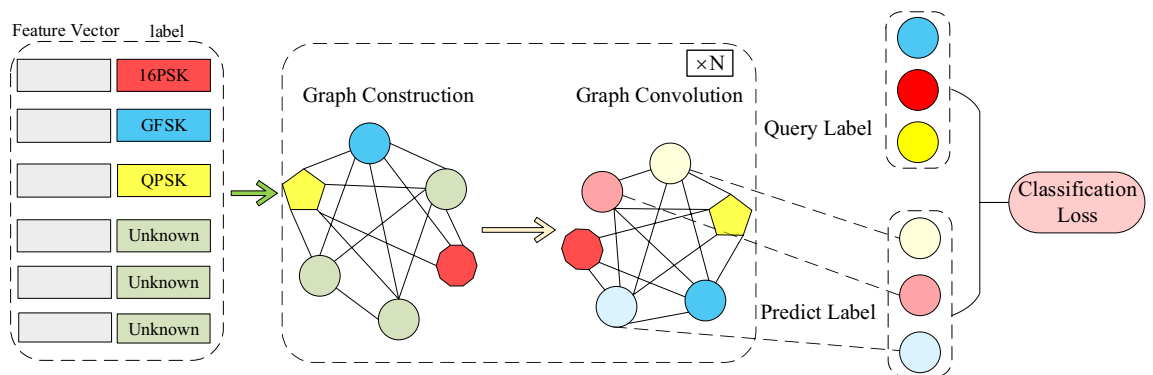 Feature Vector label
16PSK
GFSK
QPSK
Unknown
Unknown
Unknown
×N
Graph Construction
Graph Convolution
Query Label
Predict Label
Classification
Loss